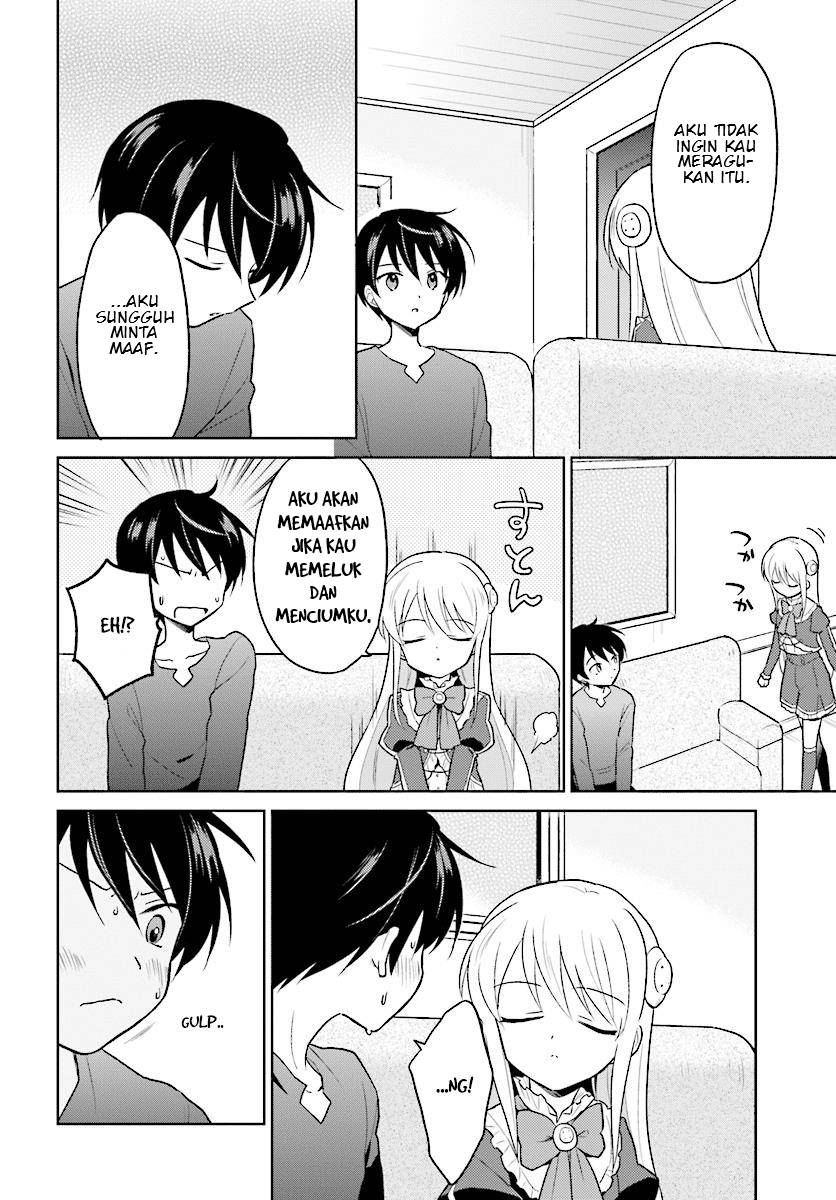 AKU TIDAK
INGIN KAU
MERAGU-
KAN ITU.
...AKU
SUNGGUH
MINTA
MAAF.
つかつか
すとん
AKU AKAN
MEMAAFKAN
JIKA KAU
MEMELUK
DAN
MENCIUMKU.
EH!?
...NG!
GULP..